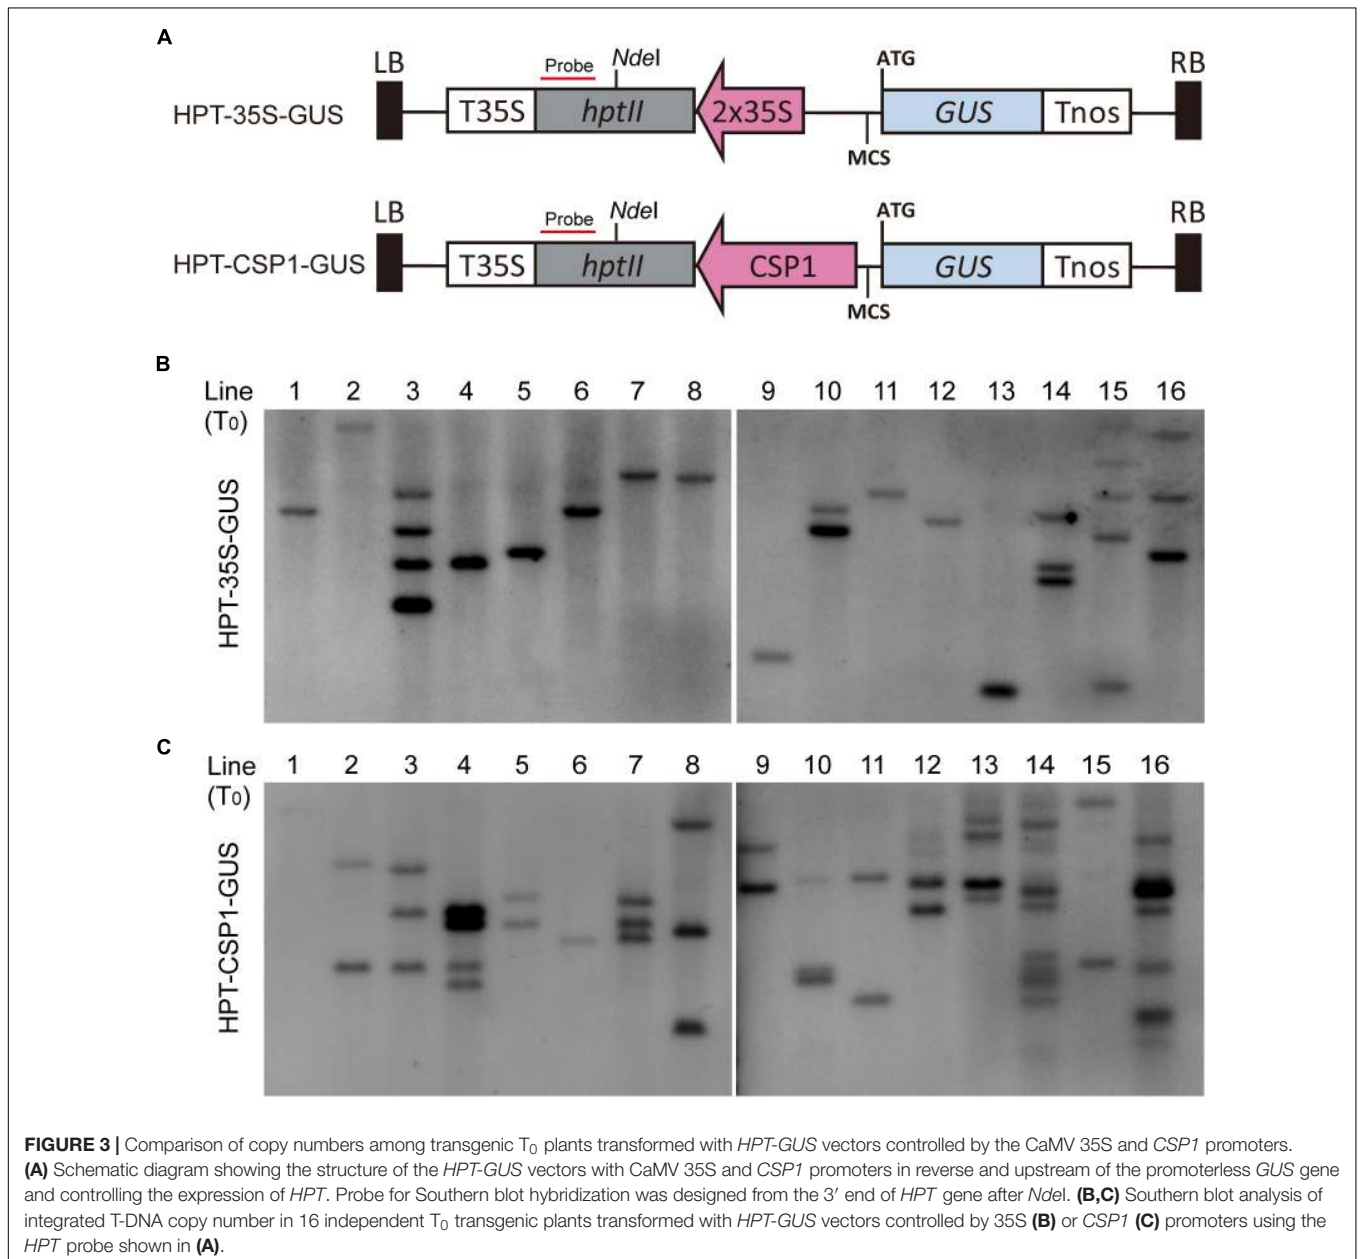 A
LB Probe NdeI ATG RB
HPT-35S-GUS T35S hptII 2x35S GUS Tnos
MCS
LB Probe NdeI ATG RB
HPT-CSP1-GUS T35S hptII CSP1 GUS Tnos
MCS
B
Line 1 2 3 4 5 6 7 8 9 10 11 12 13 14 15 16
(T0)
HPT-35S-GUS
C
Line 1 2 3 4 5 6 7 8 9 10 11 12 13 14 15 16
(T0)
HPT-CSP1-GUS
FIGURE 3 | Comparison of copy numbers among transgenic T0 plants transformed with HPT-GUS vectors controlled by the CaMV 35S and CSP1 promoters.
(A) Schematic diagram showing the structure of the HPT-GUS vectors with CaMV 35S and CSP1 promoters in reverse and upstream of the promoterless GUS gene
and controlling the expression of HPT. Probe for Southern blot hybridization was designed from the 3′ end of HPT gene after NdeI. (B,C) Southern blot analysis of
integrated T-DNA copy number in 16 independent T0 transgenic plants transformed with HPT-GUS vectors controlled by 35S (B) or CSP1 (C) promoters using the
HPT probe shown in (A).